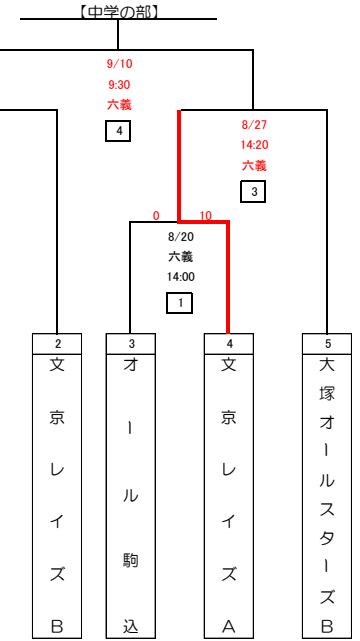 【中学の部】
9/10
9:30
六義
4
8/27
14:20
六義
3
0 10
8/20
六義
14:00
1
2 3 4 5
文京レイズB
オール駒込
文京レイズA
大塚オールスターズB